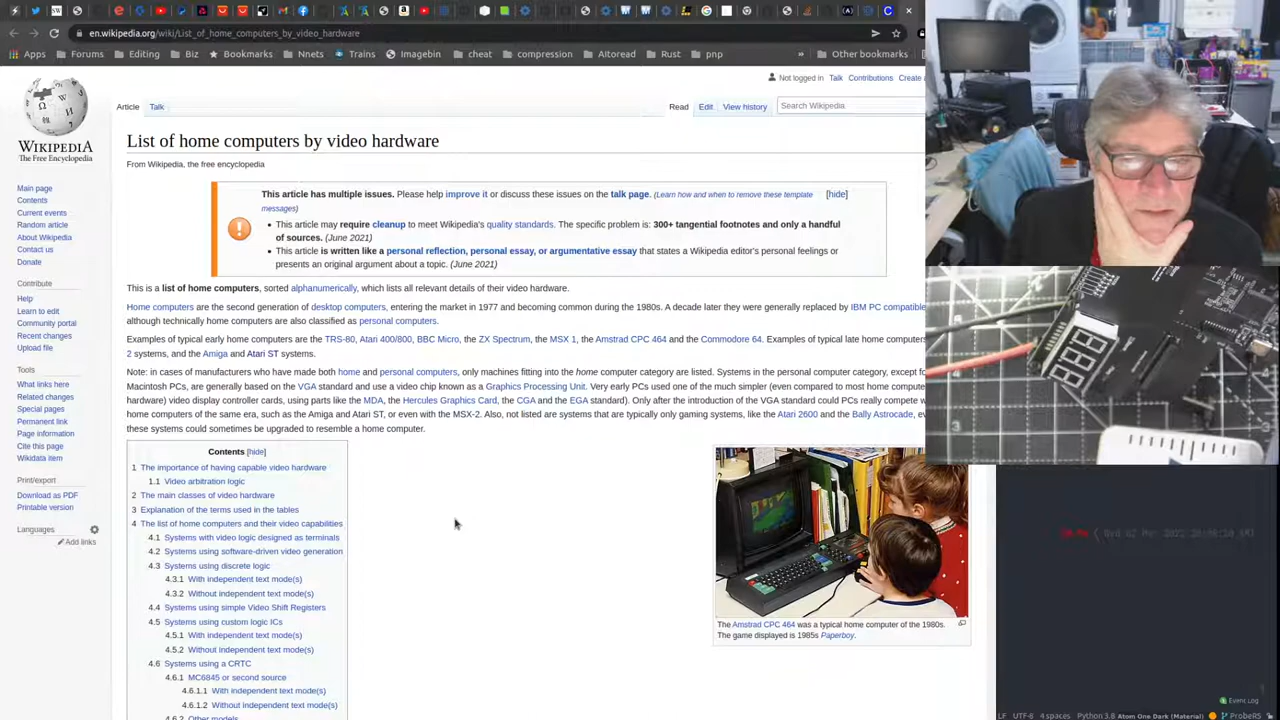 en.wikipedia.org/wiki/List_of_home_computers_by_video_hardware
Apps
Forums
Editing
Biz
*
Nnets
Trains
Imagebin
chess
compression
Altoread
Rust
pnp
»
Other bookmarks
Not logged in
Talk
Contributions
Create a
Article
Talk
Read
Edit
View history
Search Wikipedia
WIKIPEDIA
The Free Encyclopedia
List of home computers by video hardware
From Wikipedia, the free encyclopedia
This article has multiple issues. Please help improve it or discuss these issues on the talk page. (Learn how and when to remove these template
messages)
[hide]
• This article may require cleanup to meet Wikipedia's quality standards. The specific problem is: 300+ tangential footnotes and only a handful
of sources. (June 2021)
• This article is written like a personal reflection, personal essay, or argumentative essay that states a Wikipedia editor's personal feelings or
presents an original argument about a topic. (June 2021)
This is a list of home computers, sorted alphanumerically, which lists all relevant details of their video hardware.
Home computers are the second generation of desktop computers, entering the market in 1977 and becoming common during the 1980s. A decade later they were generally replaced by IBM PC compatible
although technically home computers are also classified as personal computers.
Examples of typical early home computers are the TRS-80, Atari 400/800, BBC Micro, the ZX Spectrum, the MSX 1, the Amstrad CPC 464 and the Commodore 64. Examples of typical late home computers
2 systems, and the Amiga and Atari ST systems.
Note: in cases of manufacturers who have made both home and personal computers, only machines fitting into the home computer category are listed. Systems in the personal computer category, except fo
Macintosh PCs, are generally based on the VGA standard and use a video chip known as a Graphics Processing Unit. Very early PCs used one of the much simpler (even compared to most home compute
hardware) video display controller cards, using parts like the MDA, the Hercules Graphics Card, the CGA and the EGA standard). Only after the introduction of the VGA standard could PCs really compete w
home computers of the same era, such as the Amiga and Atari ST, or even with the MSX-2. Also, not listed are systems that are typically only gaming systems, like the Atari 2600 and the Bally Astrocade, ev
these systems could sometimes be upgraded to resemble a home computer.
Main page
Contents
Current events
Random article
About Wikipedia
Contact us
Donate
Contribute
Help
Learn to edit
Community portal
Recent changes
Upload file
Tools
What links here
Related changes
Special pages
Permanent link
Page information
Cite this page
Wikidata item
Print/export
Download as PDF
Printable version
Languages
Add links
Contents [hide]
1 The importance of having capable video hardware
1.1 Video arbitration logic
2 The main classes of video hardware
3 Explanation of the terms used in the tables
4 The list of home computers and their video capabilities
4.1 Systems with video logic designed as terminals
4.2 Systems using software-driven video generation
4.3 Systems using discrete logic
4.3.1 With independent text mode(s)
4.3.2 Without independent text mode(s)
4.4 Systems using simple Video Shift Registers
4.5 Systems using custom logic ICs
4.5.1 With independent text mode(s)
4.5.2 Without independent text mode(s)
4.6 Systems using a CRTC
4.6.1 MC6845 or second source
4.6.1.1 With independent text mode(s)
4.6.1.2 Without independent text mode(s)
4.6.2 Other models
The Amstrad CPC 464 was a typical home computer of the 1980s.
The game displayed is 1985s Paperboy.
Event Log
LF UTF-8 4 spaces Python 3.8 Atom One Dark (Material) ProbeRS